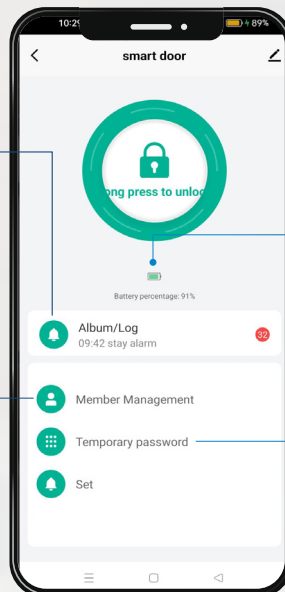 10:29
89%
smart door
ong press to unloc
Battery percentage: 91%
Album/Log
09:42 stay alarm
32
Member Management
Temporary password
Set